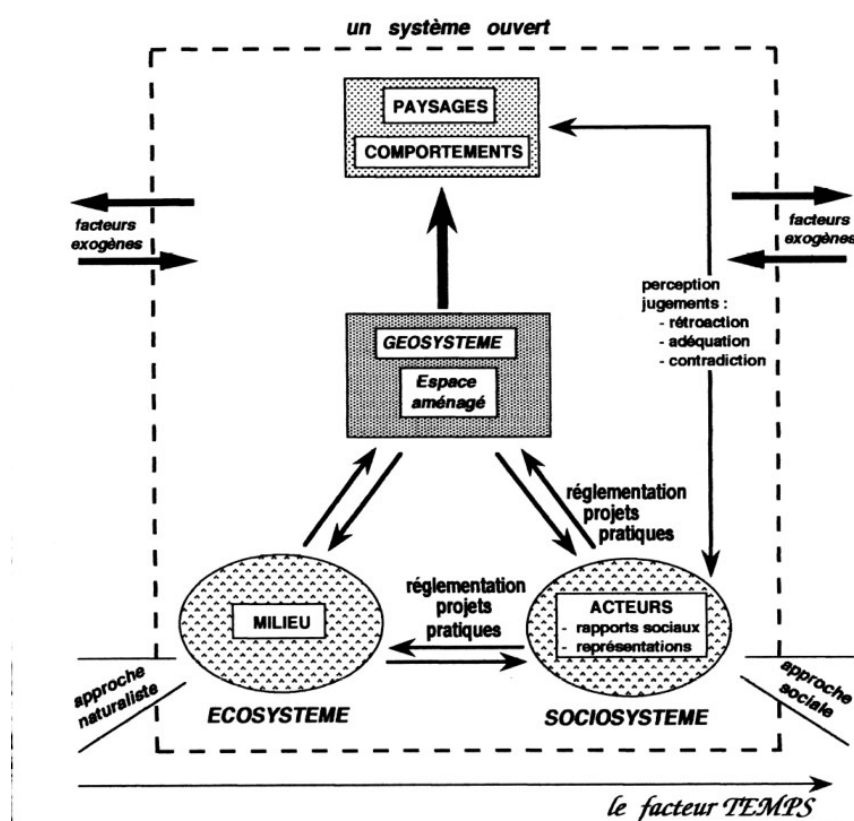 un système ouvert
PAYSAGES
COMPORTEMENTS
facteurs
exogènes
facteurs
exogènes
perception
jugements :
- rétroaction
- adéquation
- contradiction
GEOSYSTEME
Espace
aménagé
réglementation
projets
pratiques
réglementation
projets
pratiques
MILIEU
ACTEURS
- rapports sociaux
- représentations
approche
naturaliste
ECOSYSTEME
SOCIOSYSTEME
approche
sociale
le facteur TEMPS